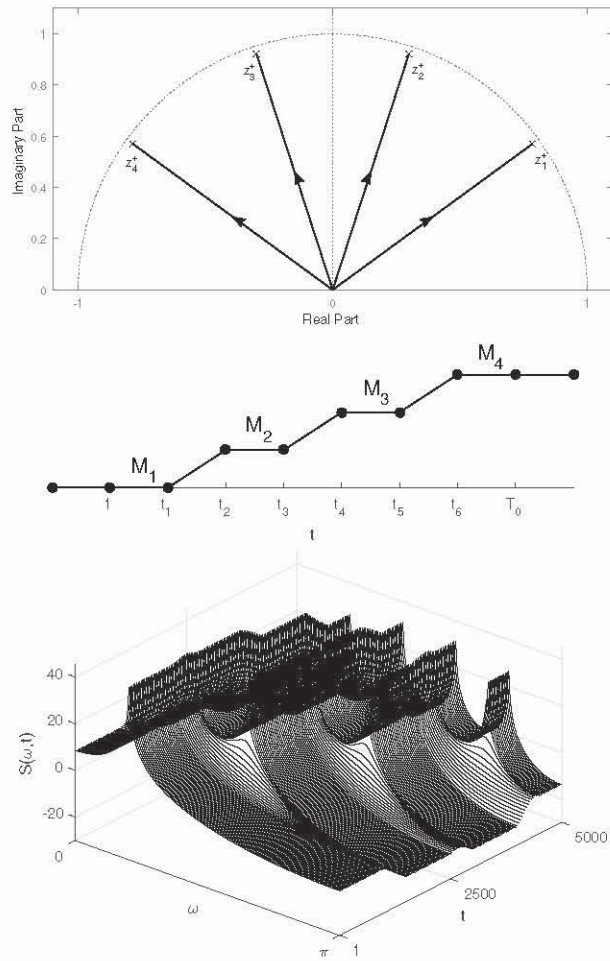 1
0.8
0.6
0.4
0.2
0
Imaginary Part
z₃⁺
z₂⁺
z₄⁺
z₁⁺
-1
0
1
Real Part
M₁
M₂
M₃
M₄
1
t₁
t₂
t₃
t₄
t₅
t₆
T₀
t
40
20
0
-20
S(ω,t)
0
ω
π
1
2500
5000
t